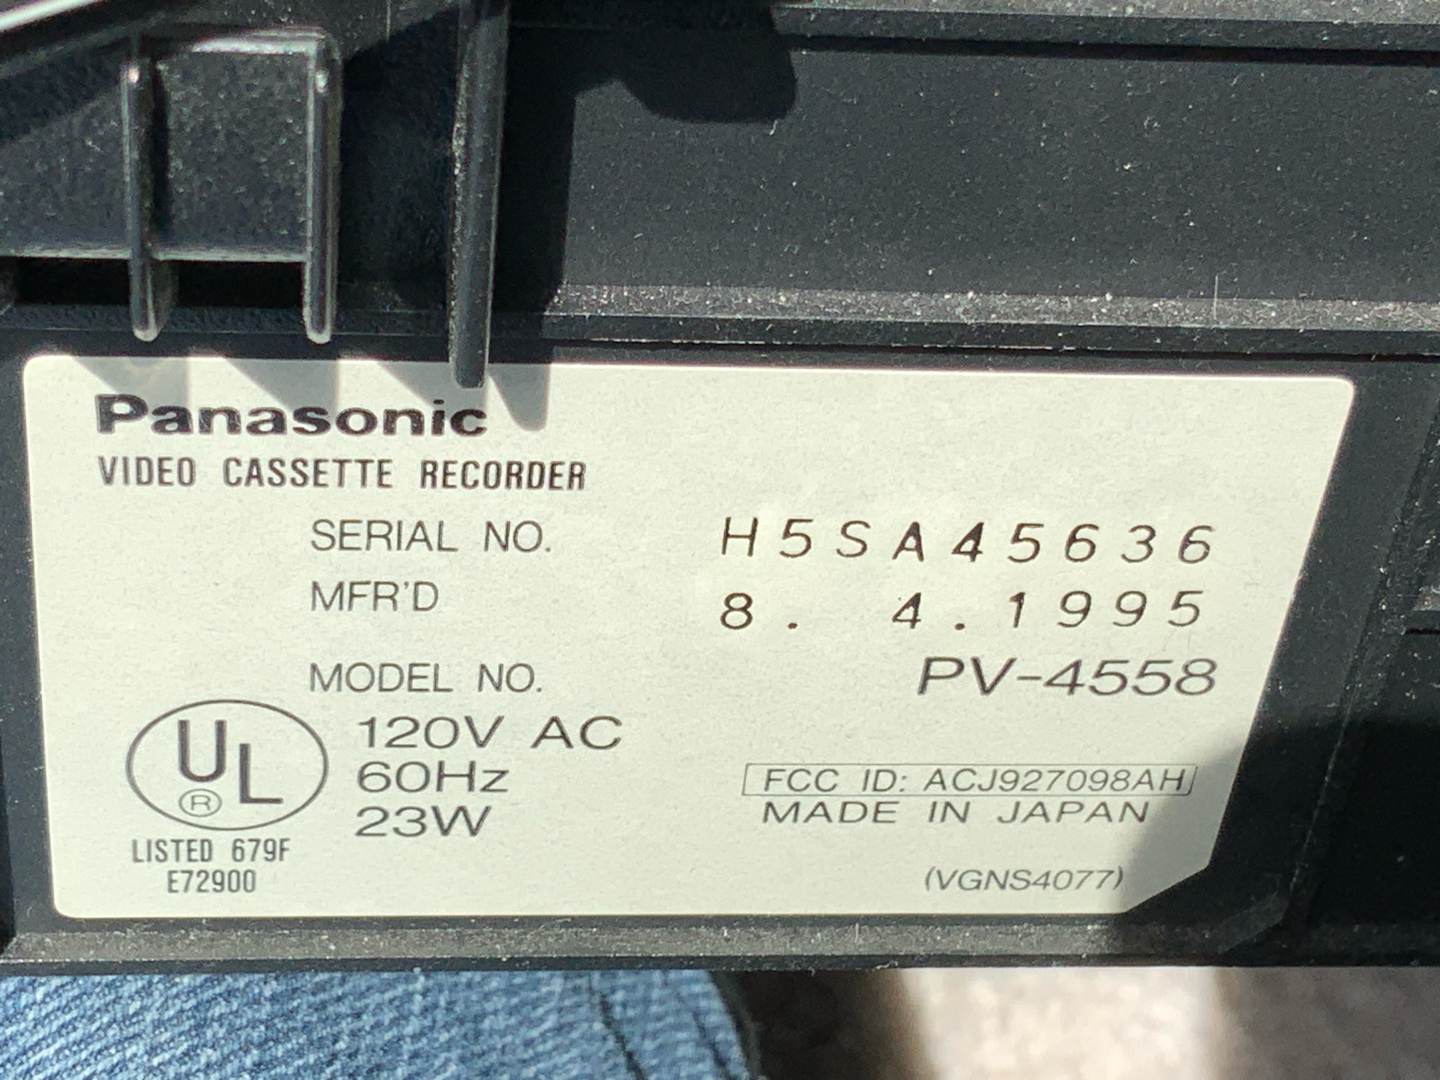 Panasonic
VIDEO CASSETTE RECORDER
SERIAL NO. H5SA45636
MFR'D 8. 4.1995
MODEL NO. PV-4558
UL
®
120V AC
60Hz
23W
LISTED 679F
E72900
FCC ID: ACJ927098AH
MADE IN JAPAN
(VGNS4077)